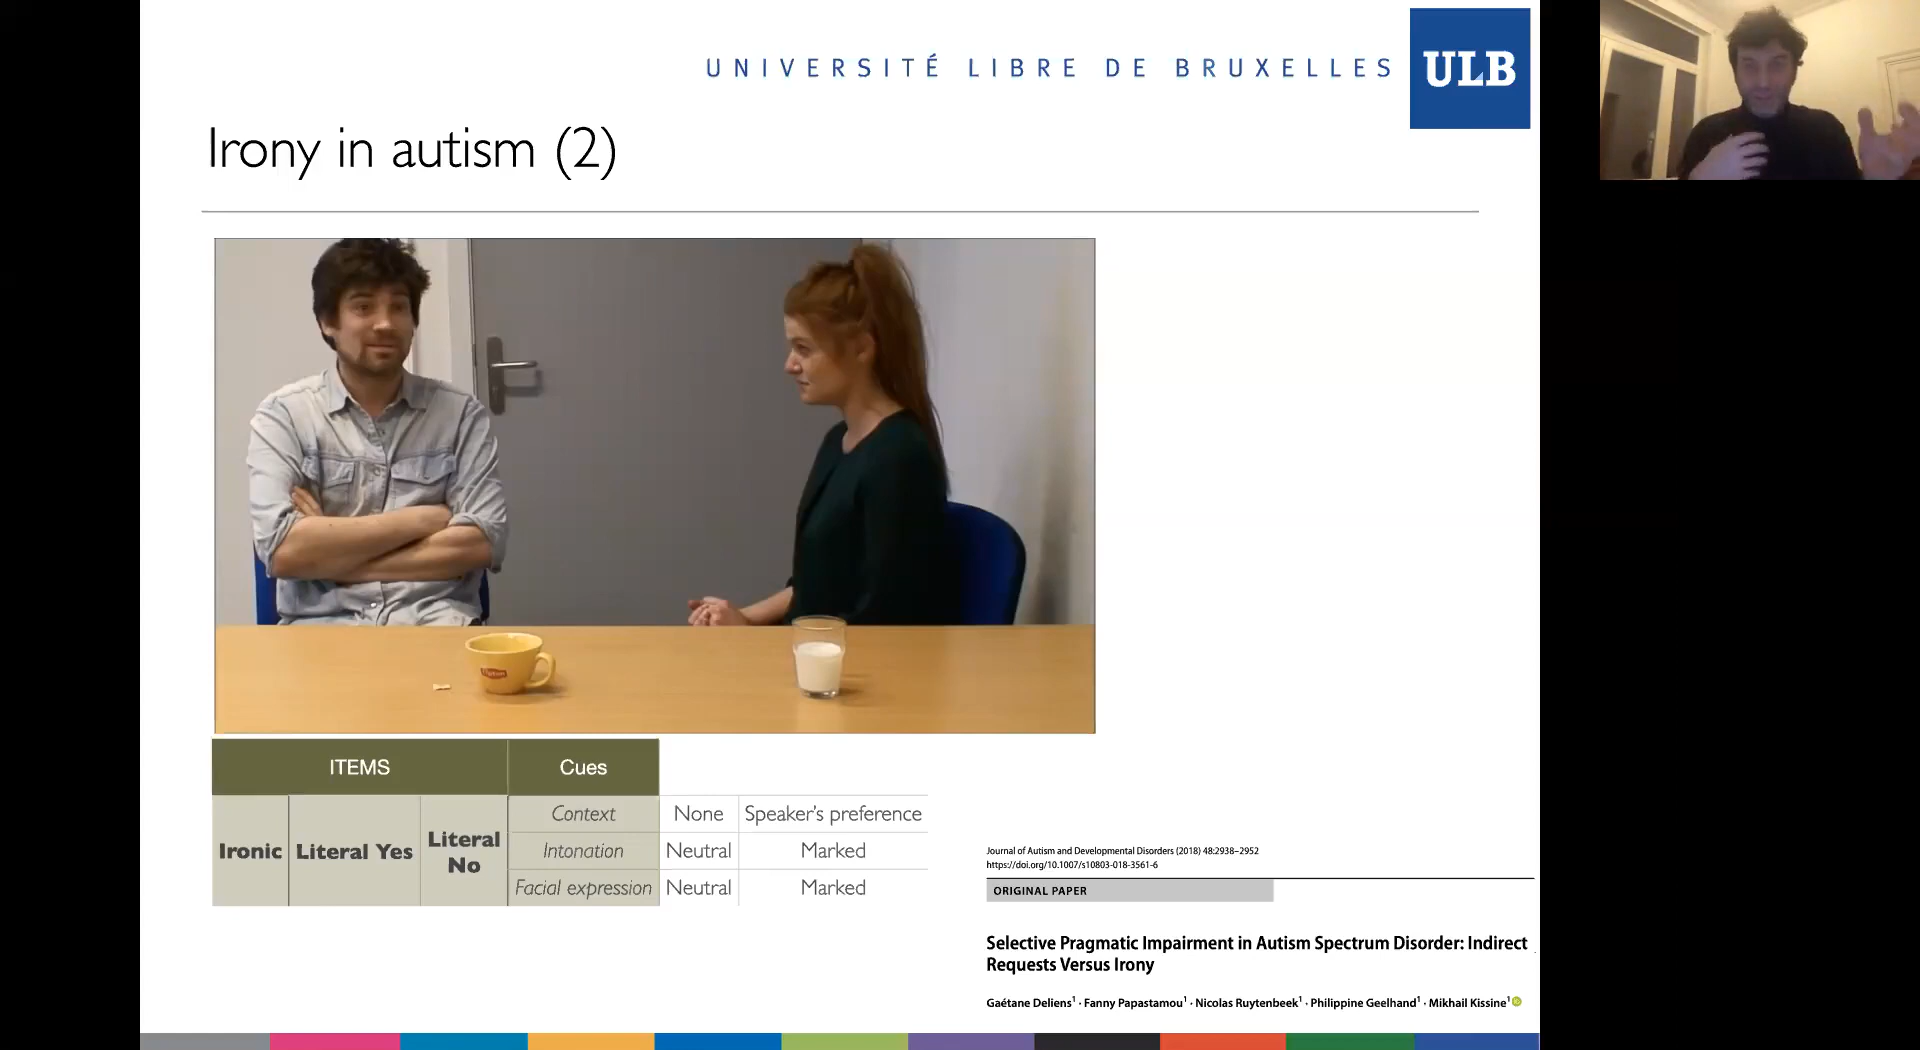 UNIVERSITÉ LIBRE DE BRUXELLES
ULB
Irony in autism (2)
ITEMS Cues
Ironic Literal Yes Literal No
Context None Speaker's preference
Intonation Neutral Marked
Facial expression Neutral Marked
Journal of Autism and Developmental Disorders (2018) 48:2938–2952
https://doi.org/10.1007/s10803-018-3561-6
ORIGINAL PAPER
Selective Pragmatic Impairment in Autism Spectrum Disorder: Indirect
Requests Versus Irony
Gaétane Deliens¹ · Fanny Papastamou¹ · Nicolas Ruytenbeek¹ · Philippine Geelhand¹ · Mikhail Kissine¹